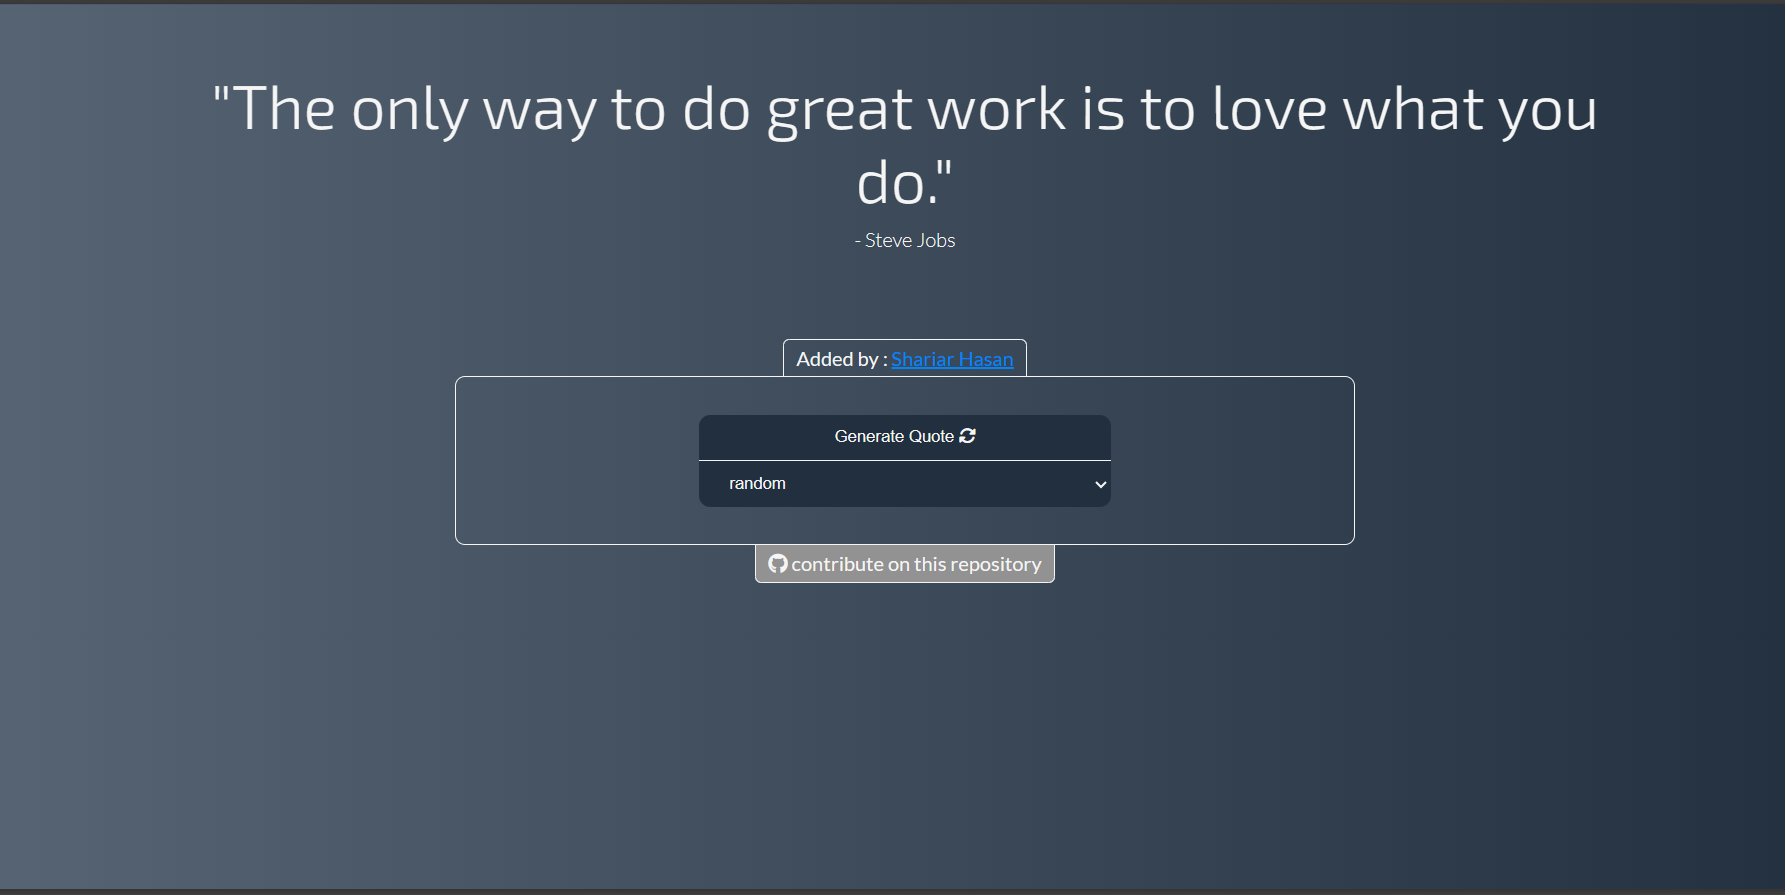 "The only way to do great work is to love what you
do."
- Steve Jobs
Added by : Shariar Hasan
Generate Quote
random
contribute on this repository